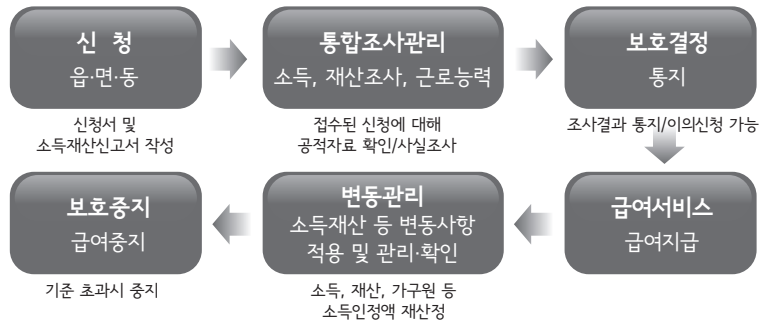 신 청
읍·면·동
신청서 및
소득재산신고서 작성
통합조사관리
소득, 재산조사, 근로능력
접수된 신청에 대해
공적자료 확인/사실조사
보호결정
통지
조사결과 통지/이의신청 가능
급여서비스
급여지급
변동관리
소득재산 등 변동사항
적용 및 관리·확인
소득, 재산, 가구원 등
소득인정액 재산정
보호중지
급여중지
기준 초과시 중지